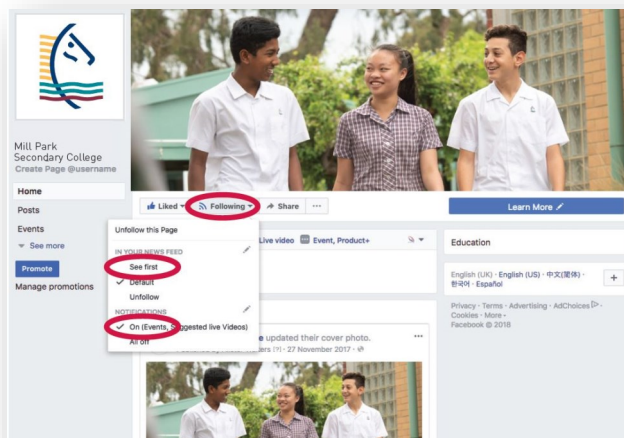 Mill Park
Secondary College
Create Page @username
Home
Posts
Events
See more
Promote
Manage promotions
Liked
Following
Share
...
Learn More
Unfollow this Page
IN YOUR NEWS FEED
See first
Default
Unfollow
NOTIFICATIONS
On (Events, Suggested live Videos)
All off
Live video
Event, Product+
updated their cover photo.
27 November 2017
Education
English (UK) · English (US) · 中文(简体) ·
한국어 · Español
Privacy · Terms · Advertising · AdChoices ·
Cookies · More
Facebook © 2018